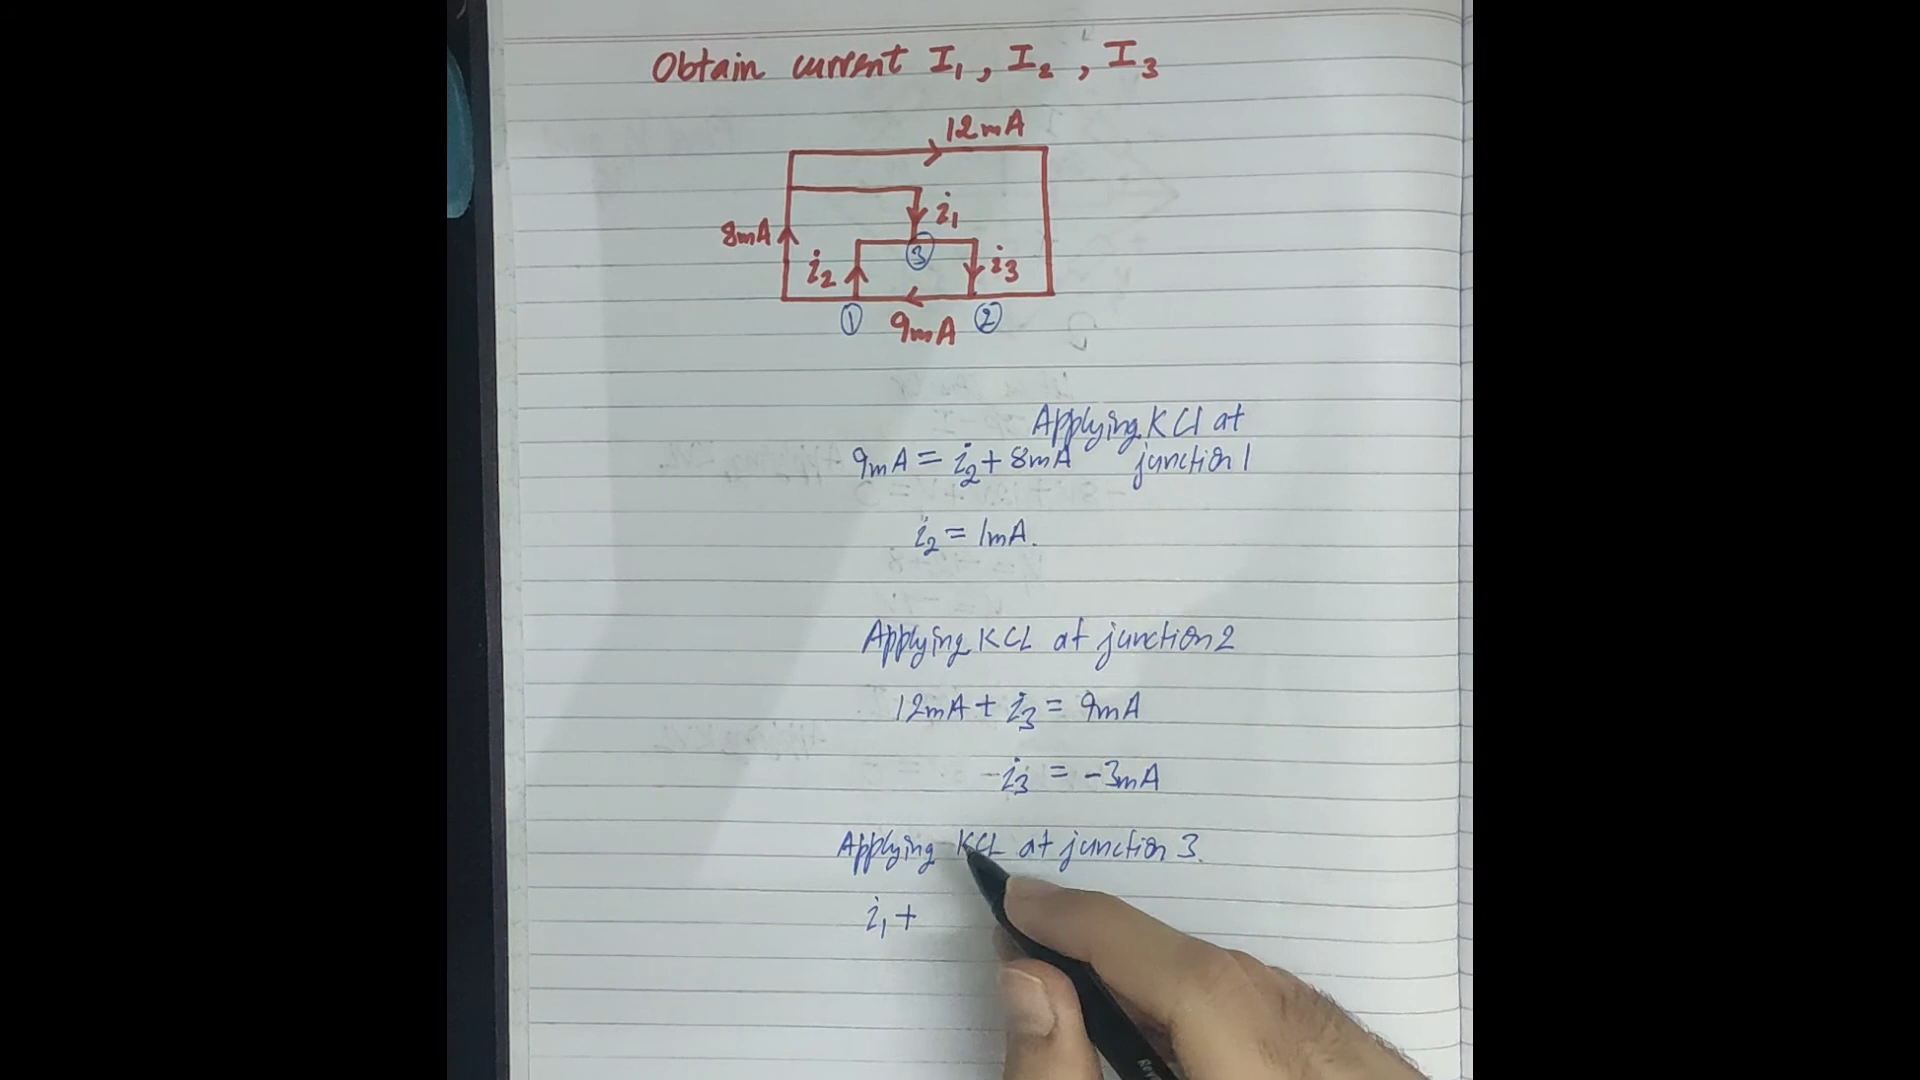 Obtain current I1, I2, I3
12mA
i1
8mA
3
i2
i3
1
9mA
2
Applying KCl at
junction 1
9mA = i2 + 8mA
i2 = 1mA.
Applying KCL at junction 2
12mA + i3 = 9mA
-i3 = -3mA
Applying KCL at junction 3.
i1 +